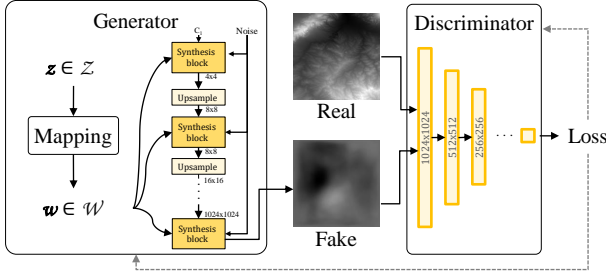 Generator
z ∈ Z
Mapping
w ∈ W
C₁
Noise
Synthesis
block
4x4
Upsample
8x8
Synthesis
block
8x8
Upsample
16x16
1024x1024
Synthesis
block
Real
Fake
Discriminator
1024x1024
512x512
256x256
...
Loss